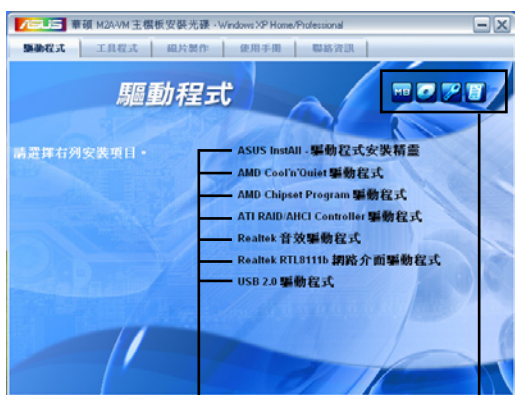 ASUS 華碩 M2A-VM 主機板安裝光碟 - Windows XP Home/Professional
驅動程式 工具程式 磁片製作 使用手冊 聯絡資訊
驅動程式
MB
請選擇右列安裝項目。
ASUS InstAll - 驅動程式安裝精靈
AMD Cool'n'Quiet 驅動程式
AMD Chipset Program 驅動程式
ATI RAID/AHCI Controller 驅動程式
Realtek 音效驅動程式
Realtek RTL8111b 網路介面驅動程式
USB 2.0 驅動程式